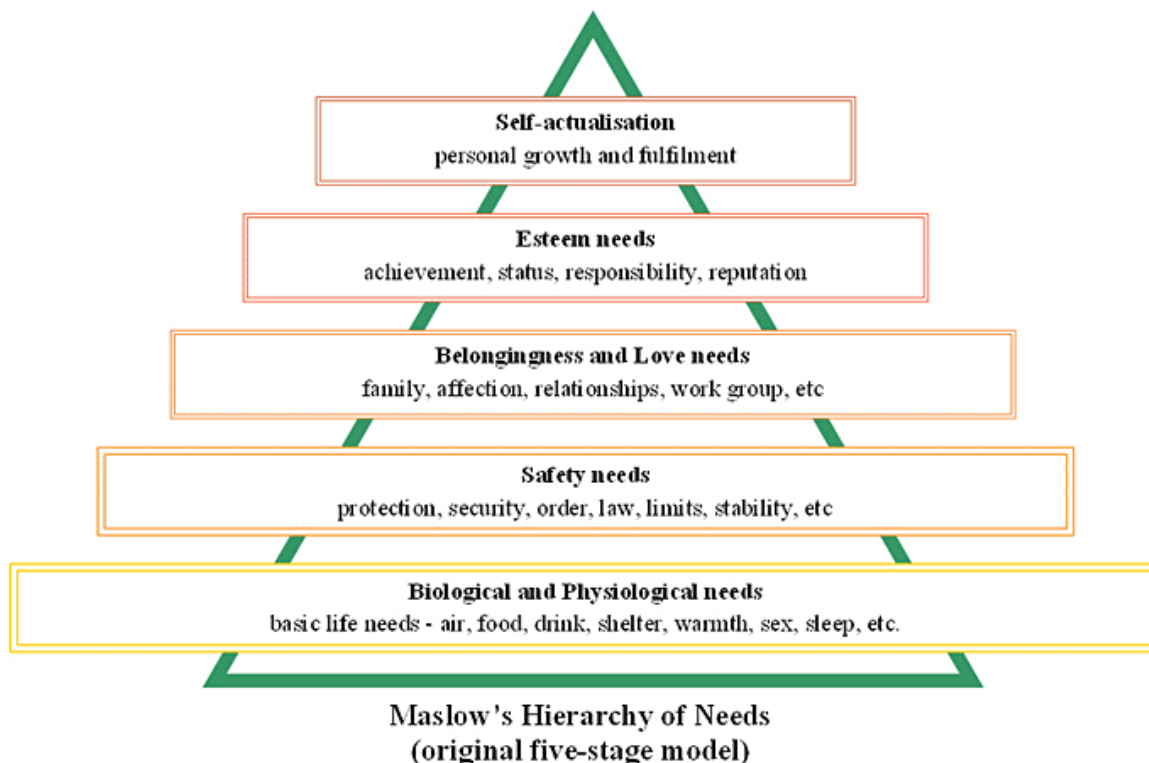 Self-actualisation
personal growth and fulfilment
Esteem needs
achievement, status, responsibility, reputation
Belongingness and Love needs
family, affection, relationships, work group, etc
Safety needs
protection, security, order, law, limits, stability, etc
Biological and Physiological needs
basic life needs - air, food, drink, shelter, warmth, sex, sleep, etc.
Maslow's Hierarchy of Needs
(original five-stage model)